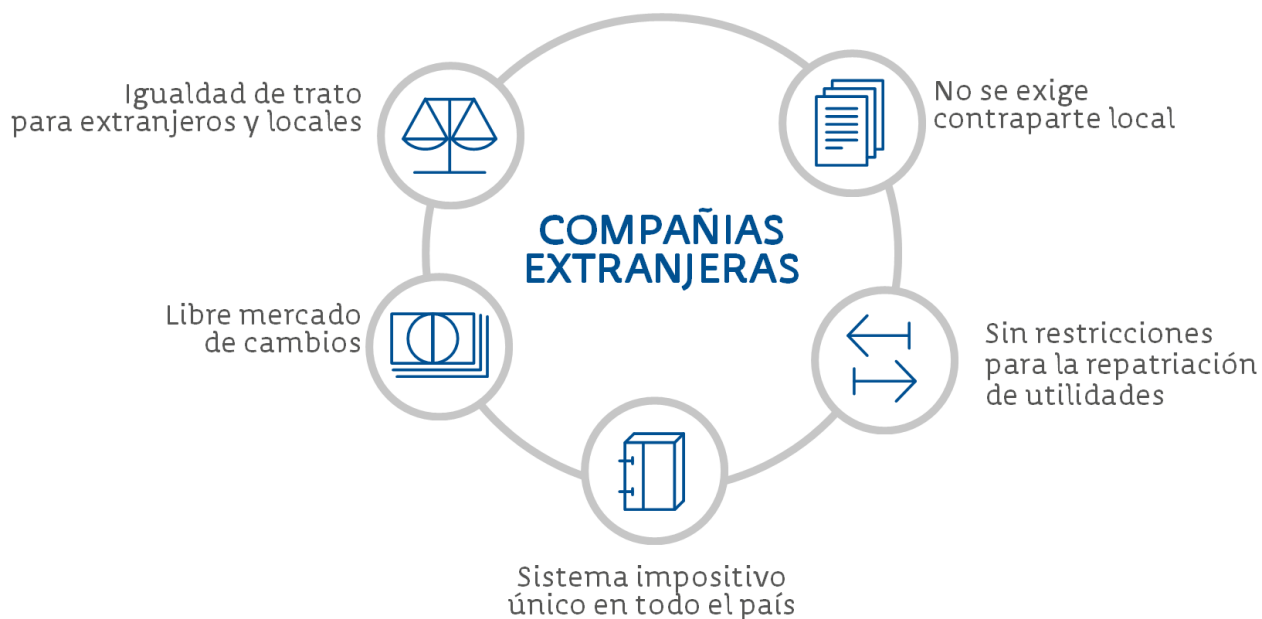 COMPAÑIAS
EXTRANJERAS
Igualdad de trato
para extranjeros y locales
No se exige
contraparte local
Libre mercado
de cambios
Sin restricciones
para la repatriación
de utilidades
Sistema impositivo
único en todo el país